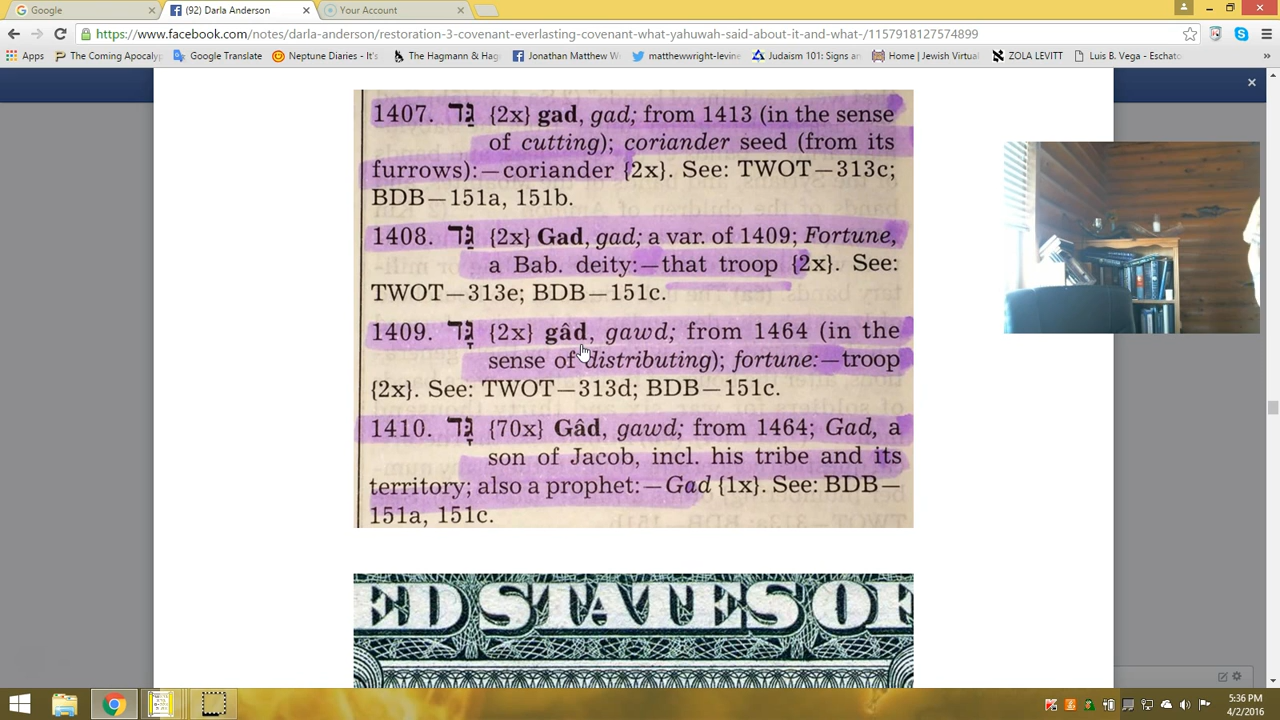 Google
(92) Darla Anderson
Your Account
https://www.facebook.com/notes/darla-anderson/restoration-3-covenant-everlasting-covenant-what-yahuwah-said-about-it-and-what-/1157918127574899
Apps
The Coming Apocalyp
Google Translate
Neptune Diaries - It's
The Hagmann & Hag
Jonathan Matthew W
matthewwright-levine
Judaism 101: Signs an
Home | Jewish Virtual
ZOLA LEVITT
Luis B. Vega - Eschato
1407. גַּד {2x} gad, gad; from 1413 (in the sense
of cutting); coriander seed (from its
furrows):—coriander {2x}. See: TWOT—313c;
BDB—151a, 151b.
1408. גַּד {2x} Gad, gad; a var. of 1409; Fortune,
a Bab. deity:—that troop {2x}. See:
TWOT—313e; BDB—151c.
1409. גָּד {2x} gâd, gawd; from 1464 (in the
sense of distributing); fortune:—troop
{2x}. See: TWOT—313d; BDB—151c.
1410. גָּד {70x} Gâd, gawd; from 1464; Gad, a
son of Jacob, incl. his tribe and its
territory; also a prophet:—Gad {1x}. See: BDB—
151a, 151c.
ED STATES OF
5:36 PM
4/2/2016